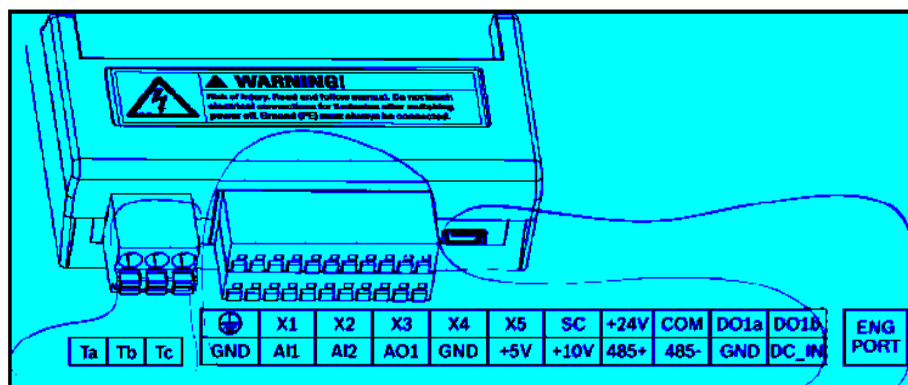 WARNING!
Risk of injury. Read and follow manual. Do not touch
electrical connections for 5 minutes after switching
power off. Ground (PE) must always be connected.
X1 X2 X3 X4 X5 SC +24V COM DO1a DO1b
Ta Tb Tc GND AI1 AI2 AO1 GND +5V +10V 485+ 485- GND DC_IN
ENG
PORT